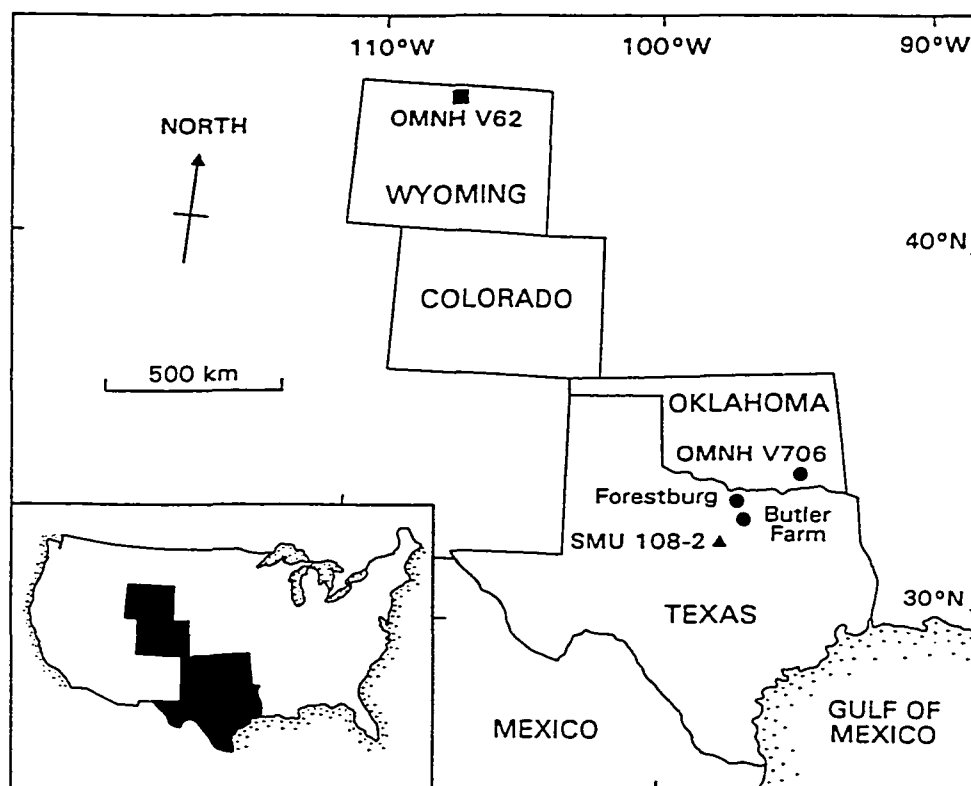 110°W 100°W 90°W
OMNH V62
NORTH
WYOMING
40°N
COLORADO
500 km
OKLAHOMA
OMNH V706
Forestburg
Butler
Farm
SMU 108-2
30°N
TEXAS
MEXICO
GULF OF
MEXICO